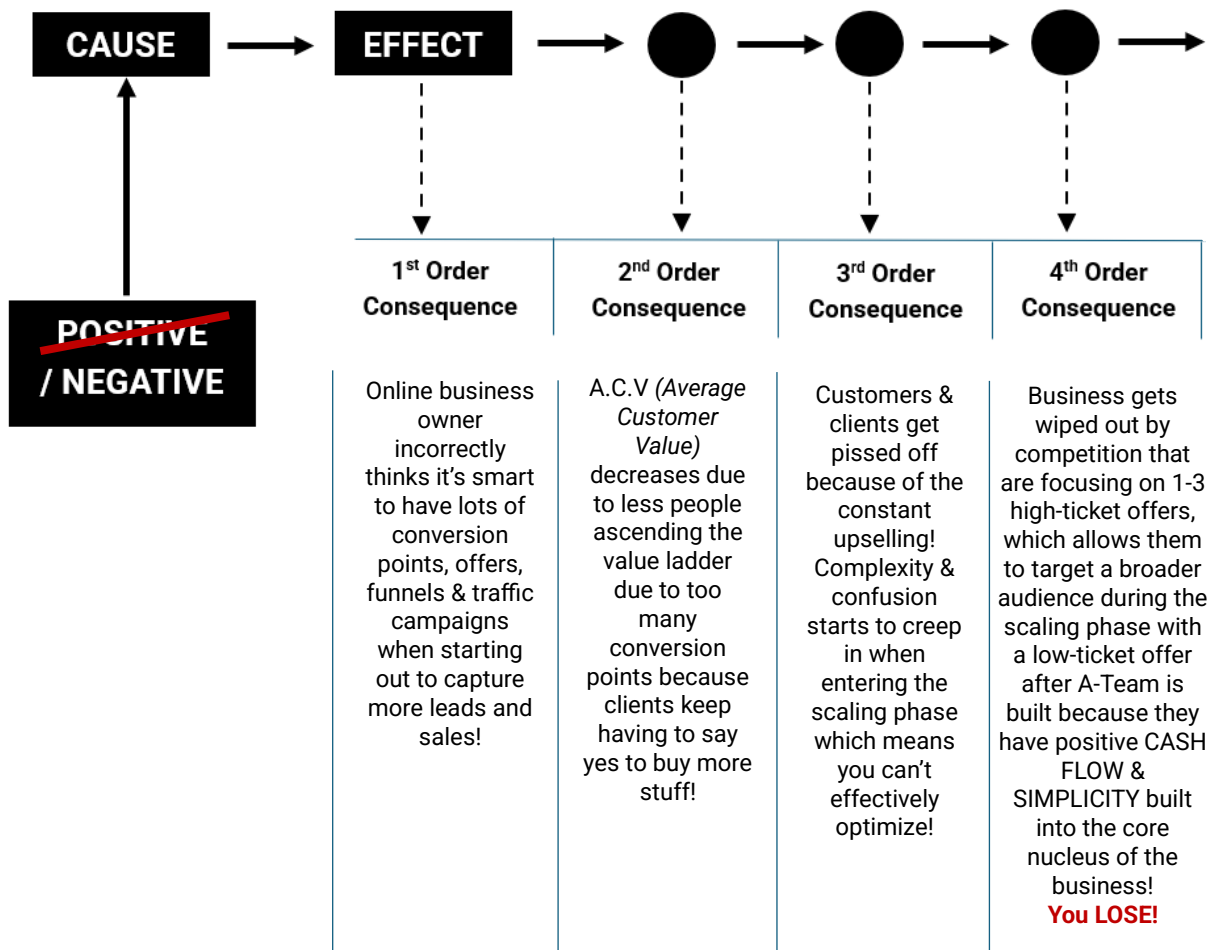 CAUSE
EFFECT
POSITIVE
/ NEGATIVE
1st Order
Consequence
2nd Order
Consequence
3rd Order
Consequence
4th Order
Consequence
Online business
owner
incorrectly
thinks it’s smart
to have lots of
conversion
points, offers,
funnels & traffic
campaigns
when starting
out to capture
more leads and
sales!
A.C.V (Average
Customer
Value)
decreases due
to less people
ascending the
value ladder
due to too
many
conversion
points because
clients keep
having to say
yes to buy more
stuff!
Customers &
clients get
pissed off
because of the
constant
upselling!
Complexity &
confusion
starts to creep
in when
entering the
scaling phase
which means
you can’t
effectively
optimize!
Business gets
wiped out by
competition that
are focusing on 1-3
high-ticket offers,
which allows them
to target a broader
audience during the
scaling phase with
a low-ticket offer
after A-Team is
built because they
have positive CASH
FLOW &
SIMPLICITY built
into the core
nucleus of the
business!
You LOSE!